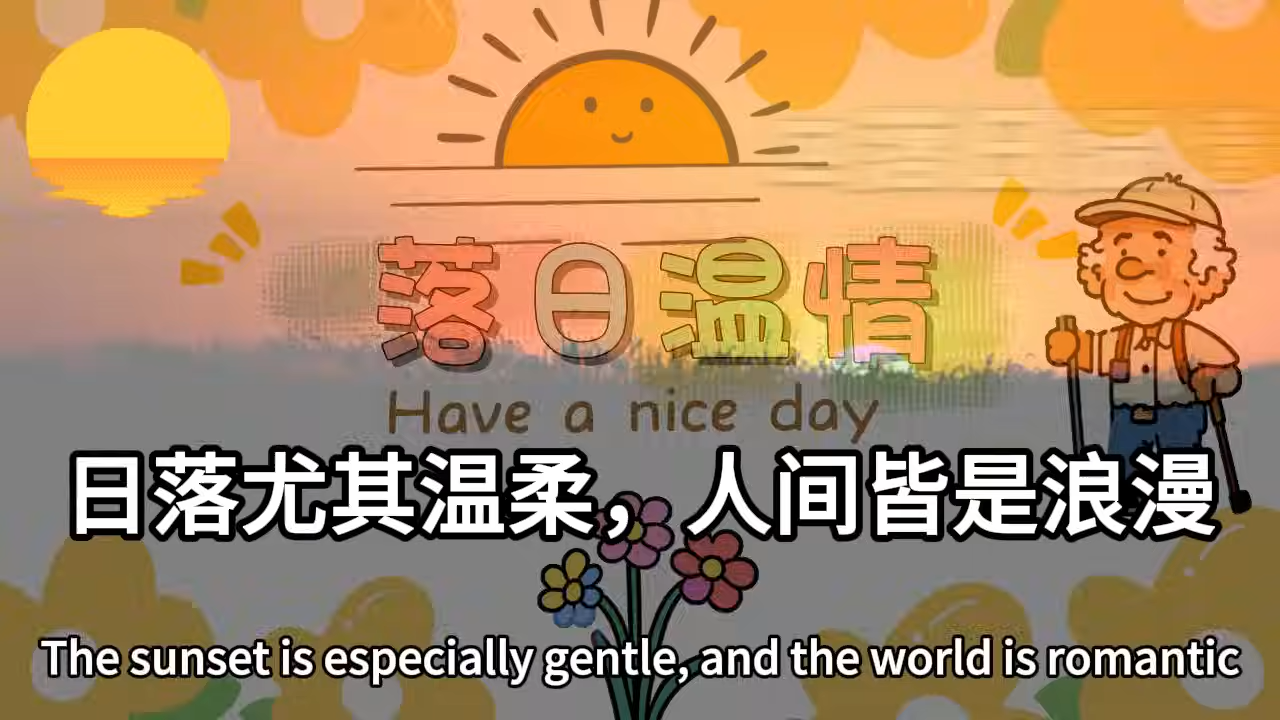 落日温情
Have a nice day
日落尤其温柔，人间皆是浪漫
The sunset is especially gentle, and the world is romantic